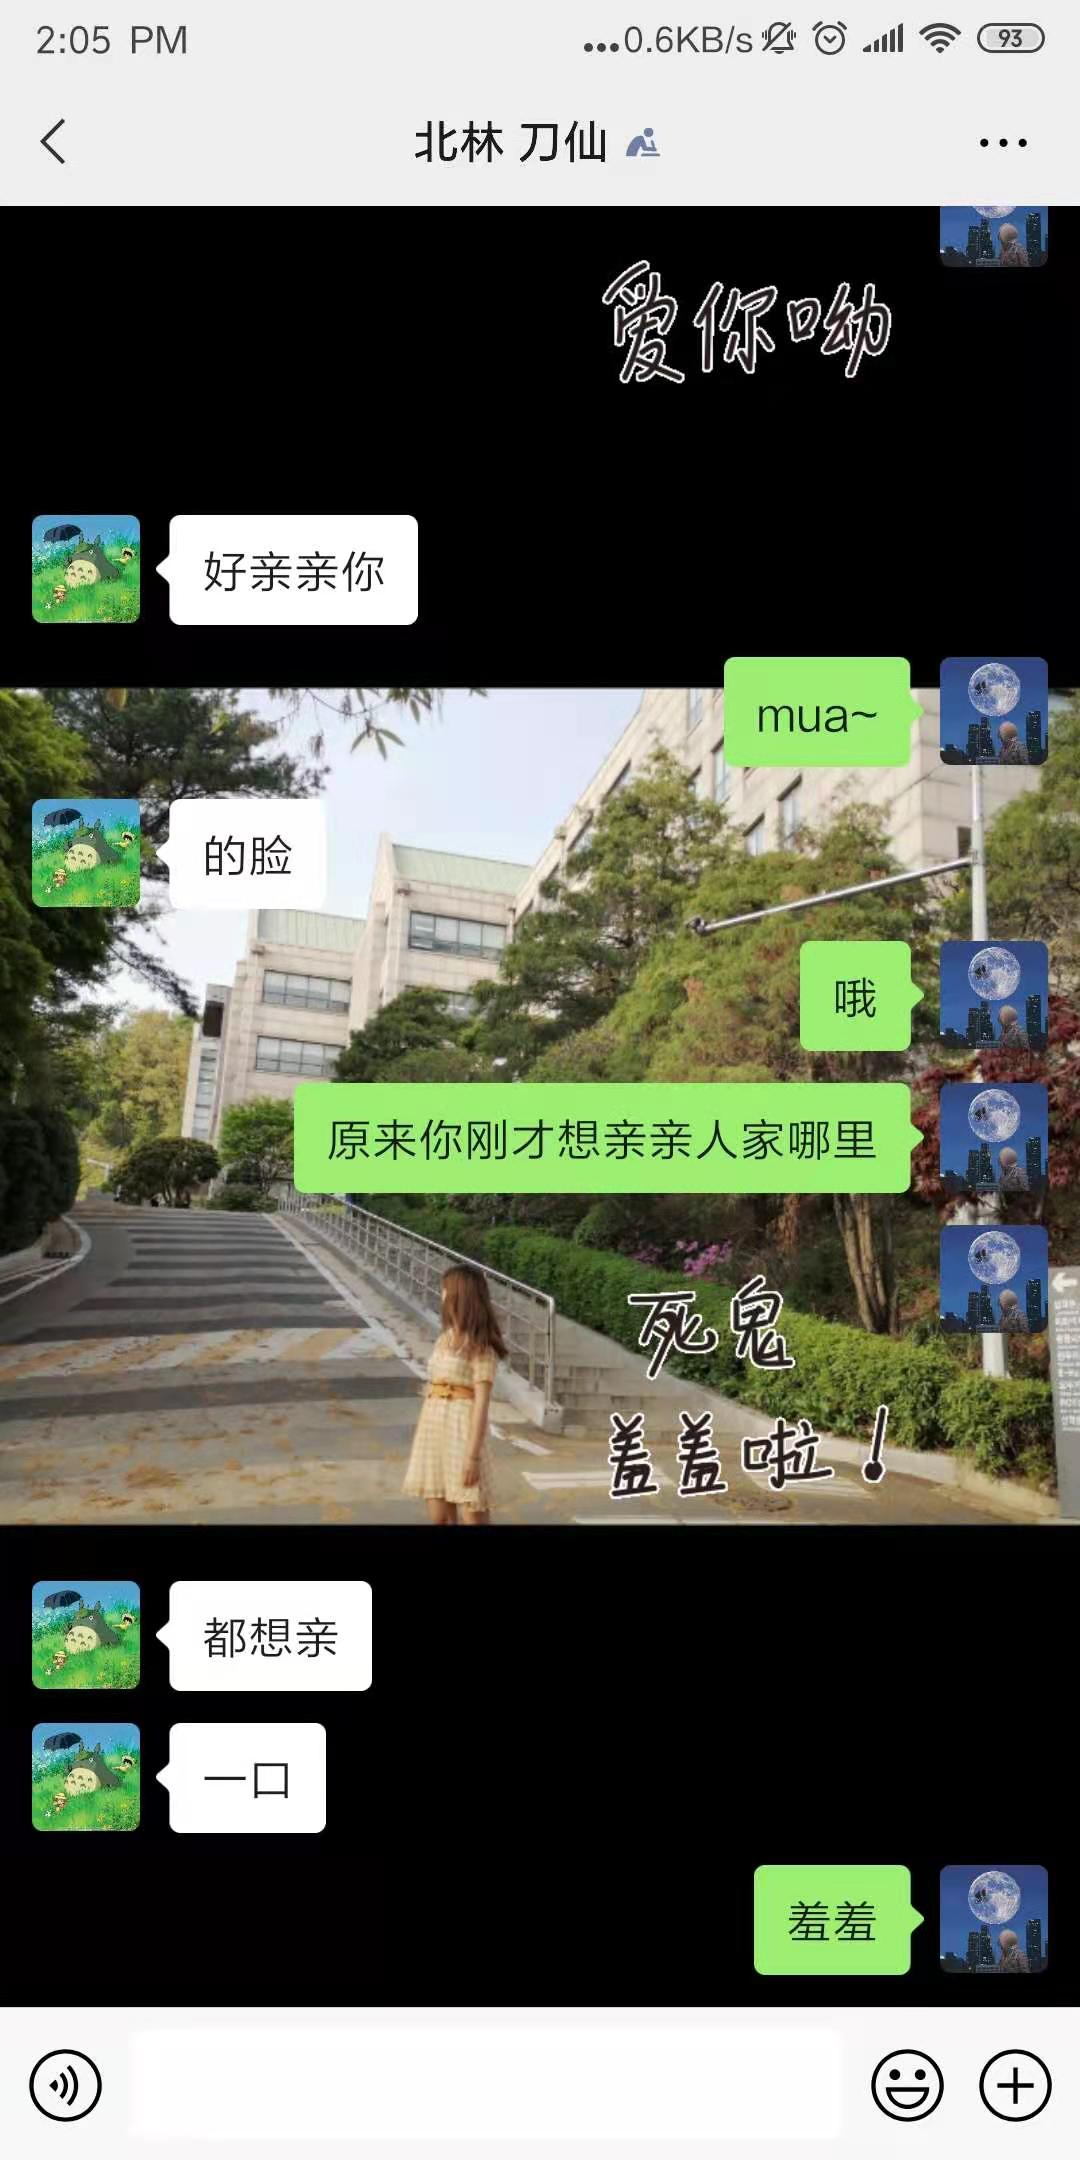 2:05 PM
...0.6KB/s
93
北林 刀仙
爱你呦
好亲亲你
mua~
的脸
哦
原来你刚才想亲亲人家哪里
死鬼
羞羞啦！
都想亲
一口
羞羞